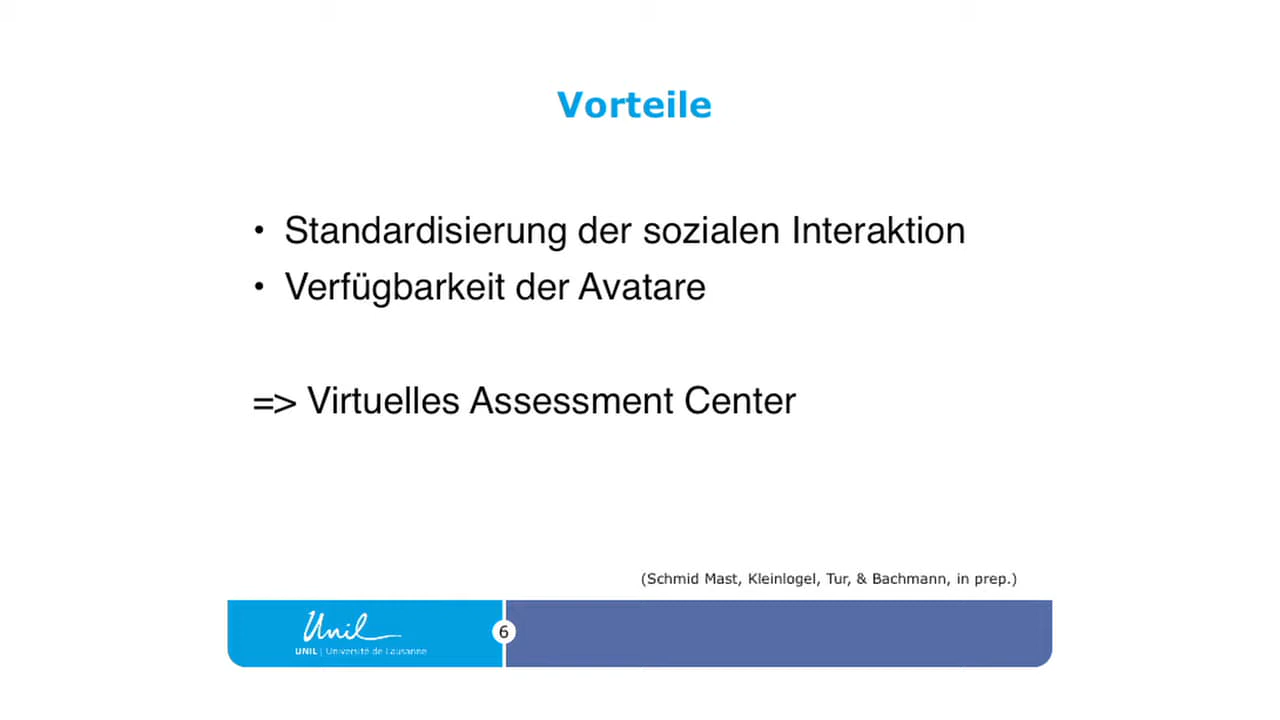 Vorteile
• Standardisierung der sozialen Interaktion
• Verfügbarkeit der Avatare
=> Virtuelles Assessment Center
(Schmid Mast, Kleinlogel, Tur, & Bachmann, in prep.)
Unil
UNIL | Université de Lausanne
6